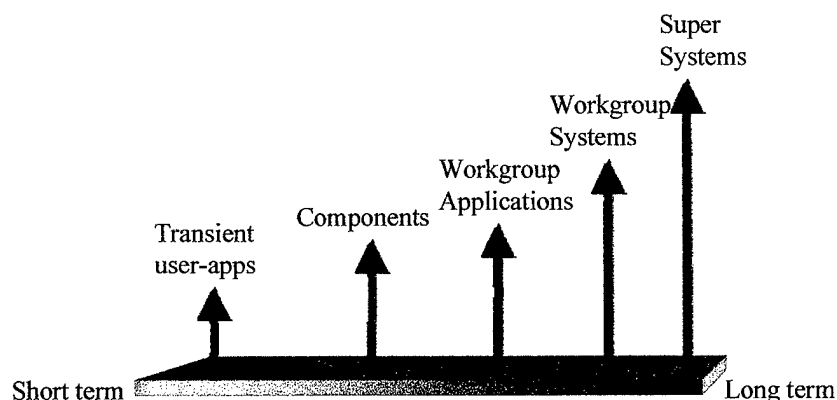 Super
Systems
Workgroup
Systems
Workgroup
Applications
Components
Transient
user-apps
Short term
Long term